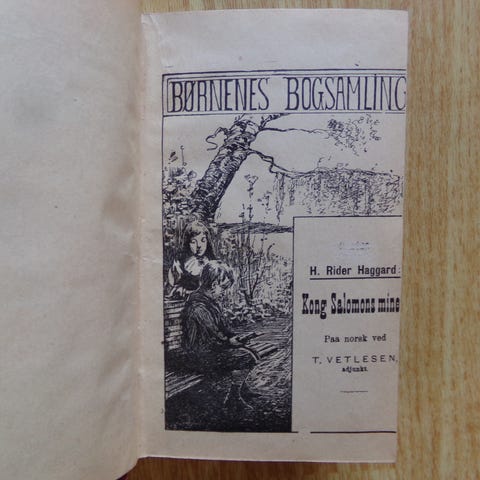 BØRNENES BOGSAMLING
H. Rider Haggard:
Kong Salomons mine
Paa norsk ved
T. VETLESEN,
adjunkt.